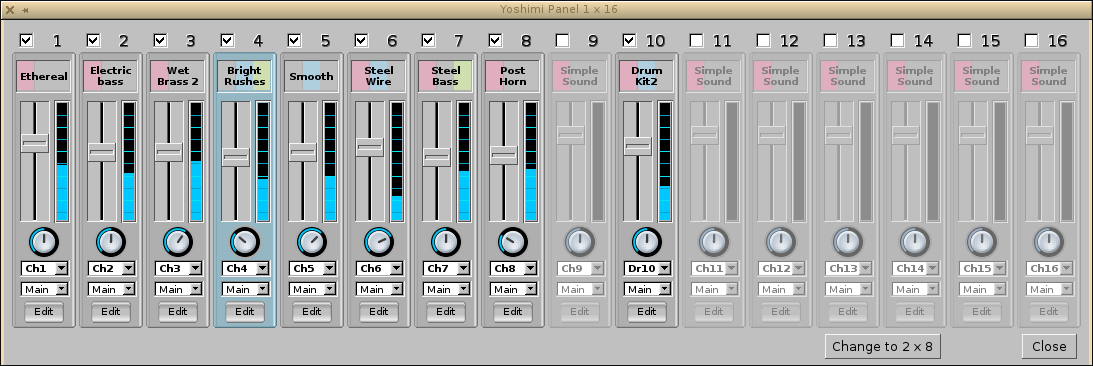 Yoshimi Panel 1 x 16
1 2 3 4 5 6 7 8 9 10 11 12 13 14 15 16
Ethereal Electric bass Wet Brass 2 Bright Rushes Smooth Steel Wire Steel Bass Post Horn Simple Sound Drum Kit2 Simple Sound Simple Sound Simple Sound Simple Sound Simple Sound Simple Sound
Ch1 Ch2 Ch3 Ch4 Ch5 Ch6 Ch7 Ch8 Ch9 Dr10 Ch11 Ch12 Ch13 Ch14 Ch15 Ch16
Main Main Main Main Main Main Main Main Main Main Main Main Main Main Main Main
Edit Edit Edit Edit Edit Edit Edit Edit Edit Edit Edit Edit Edit Edit Edit Edit
Change to 2 x 8 Close